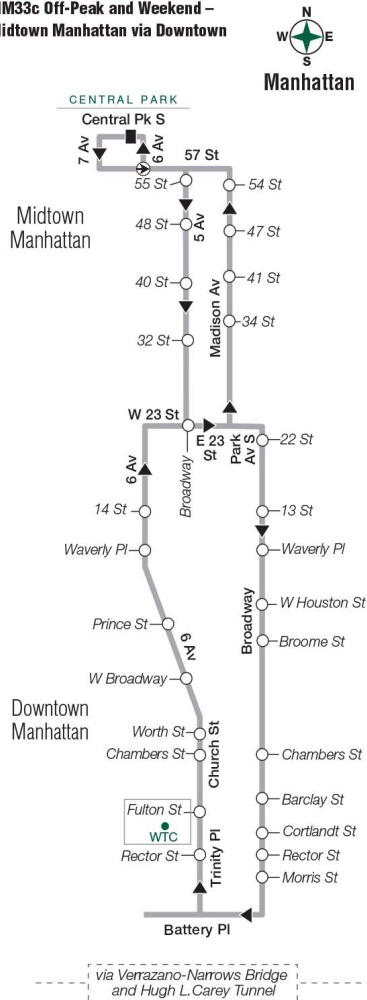 IM33c Off-Peak and Weekend –
idtown Manhattan via Downtown
N
W E
S
Manhattan
CENTRAL PARK
Central Pk S
7 Av
6 Av
57 St
55 St
54 St
Midtown
Manhattan
48 St
5 Av
47 St
40 St
41 St
Madison Av
34 St
32 St
W 23 St
E 23
St
Park
Av S
22 St
6 Av
Broadway
14 St
13 St
Waverly Pl
Waverly Pl
Broadway
W Houston St
Prince St
6 Av
Broome St
W Broadway
Downtown
Manhattan
Worth St
Church St
Chambers St
Chambers St
Barclay St
Fulton St
WTC
Cortlandt St
Trinity Pl
Rector St
Rector St
Morris St
Battery Pl
via Verrazano-Narrows Bridge
and Hugh L.Carey Tunnel